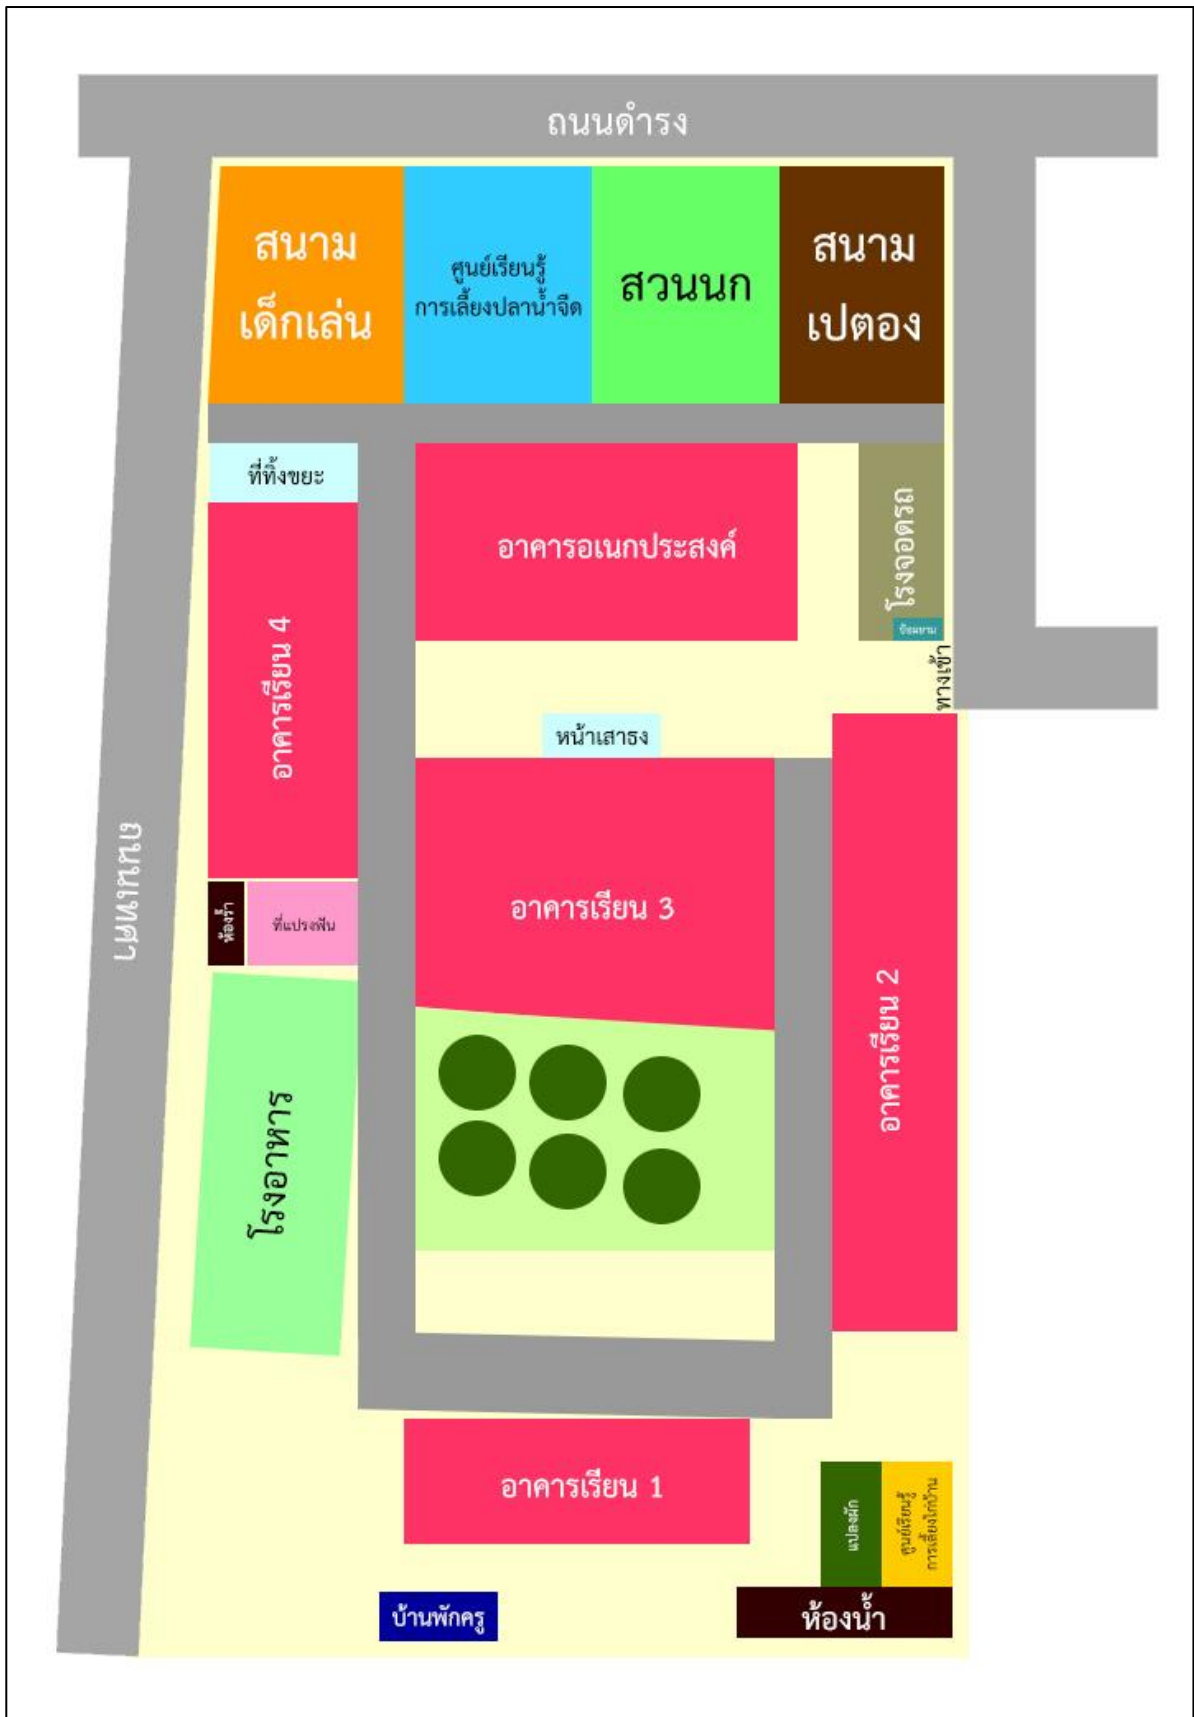 ถนนดำรง
สนาม
เด็กเล่น
ศูนย์เรียนรู้
การเลี้ยงปลาน้ำจืด
สวนนก
สนาม
เปตอง
ที่ทิ้งขยะ
อาคารอเนกประสงค์
โรงจอดรถ
ป้อมยาม
ทางเข้า
อาคารเรียน 4
หน้าเสาธง
ถนนเทศา
อาคารเรียน 3
ที่แปรงฟัน
อาคารเรียน 2
โรงอาหาร
อาคารเรียน 1
แปลงผัก
ศูนย์เรียนรู้
การเลี้ยงไก่บ้าน
บ้านพักครู
ห้องน้ำ